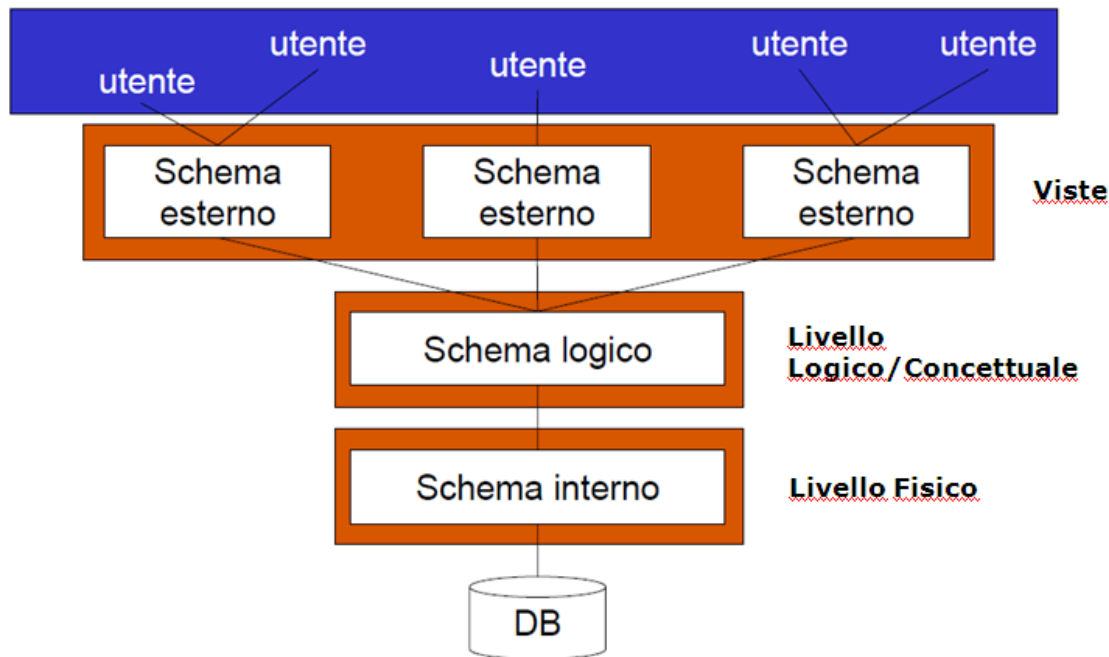 utente
utente
utente
utente
utente
Schema
esterno
Schema
esterno
Schema
esterno
Viste
Schema logico
Livello
Logico/Concettuale
Schema interno
Livello Fisico
DB